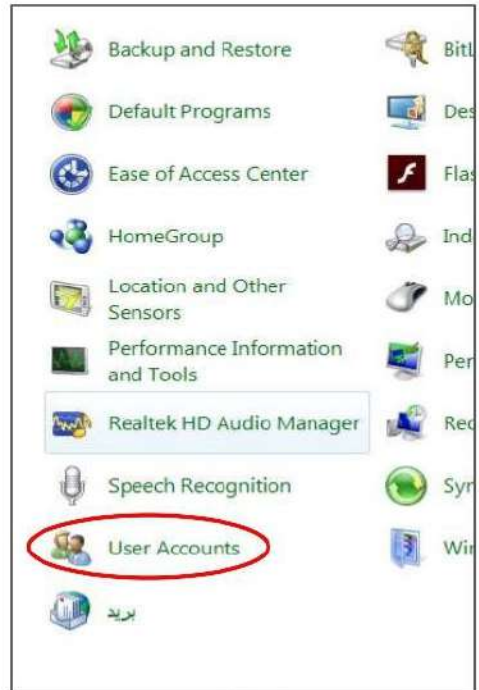 Backup and Restore
BitL
Default Programs
Des
Ease of Access Center
Flas
HomeGroup
Ind
Location and Other
Sensors
Mo
Performance Information
and Tools
Per
Realtek HD Audio Manager
Rec
Speech Recognition
Syn
User Accounts
Win
بريد